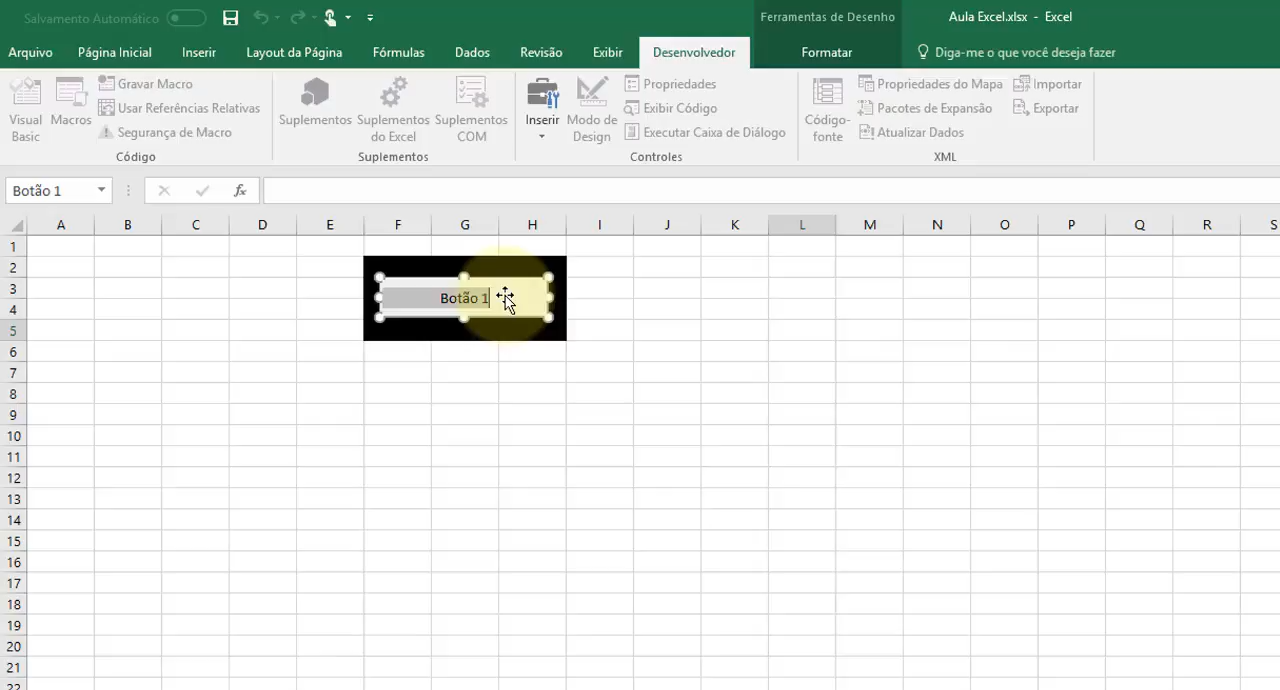 Salvamento Automático
Ferramentas de Desenho
Aula Excel.xlsx - Excel
Arquivo Página Inicial Inserir Layout da Página Fórmulas Dados Revisão Exibir Desenvolvedor Formatar Diga-me o que você deseja fazer
Visual Basic
Macros
Gravar Macro
Usar Referências Relativas
Segurança de Macro
Código
Suplementos
Suplementos do Excel
Suplementos COM
Suplementos
Inserir
Modo de Design
Propriedades
Exibir Código
Executar Caixa de Diálogo
Controles
Código-fonte
Propriedades do Mapa
Pacotes de Expansão
Atualizar Dados
Importar
Exportar
XML
Botão 1
fx
A B C D E F G H I J K L M N O P Q R S
1
2
3
Botão 1
4
5
6
7
8
9
10
11
12
13
14
15
16
17
18
19
20
21
22